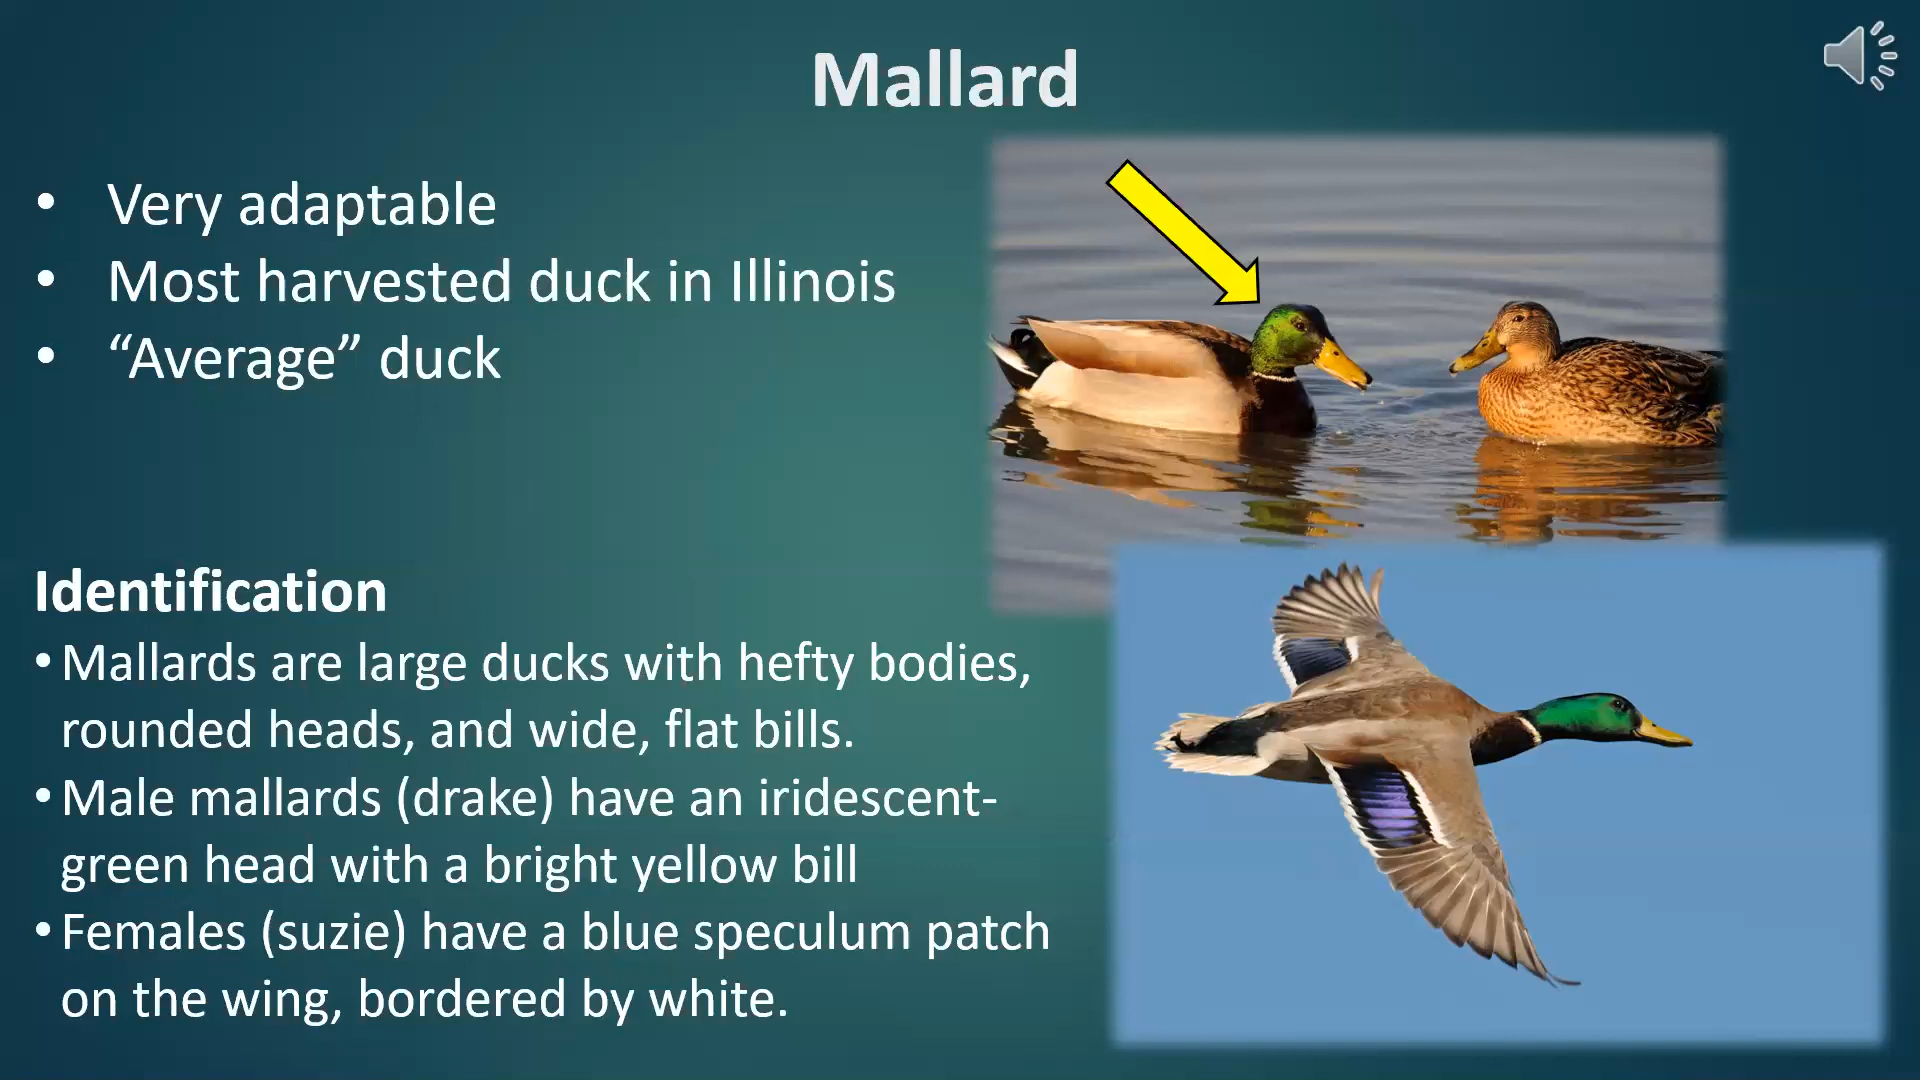 Mallard
• Very adaptable
• Most harvested duck in Illinois
• “Average” duck
Identification
• Mallards are large ducks with hefty bodies,
rounded heads, and wide, flat bills.
• Male mallards (drake) have an iridescent-
green head with a bright yellow bill
• Females (suzie) have a blue speculum patch
on the wing, bordered by white.